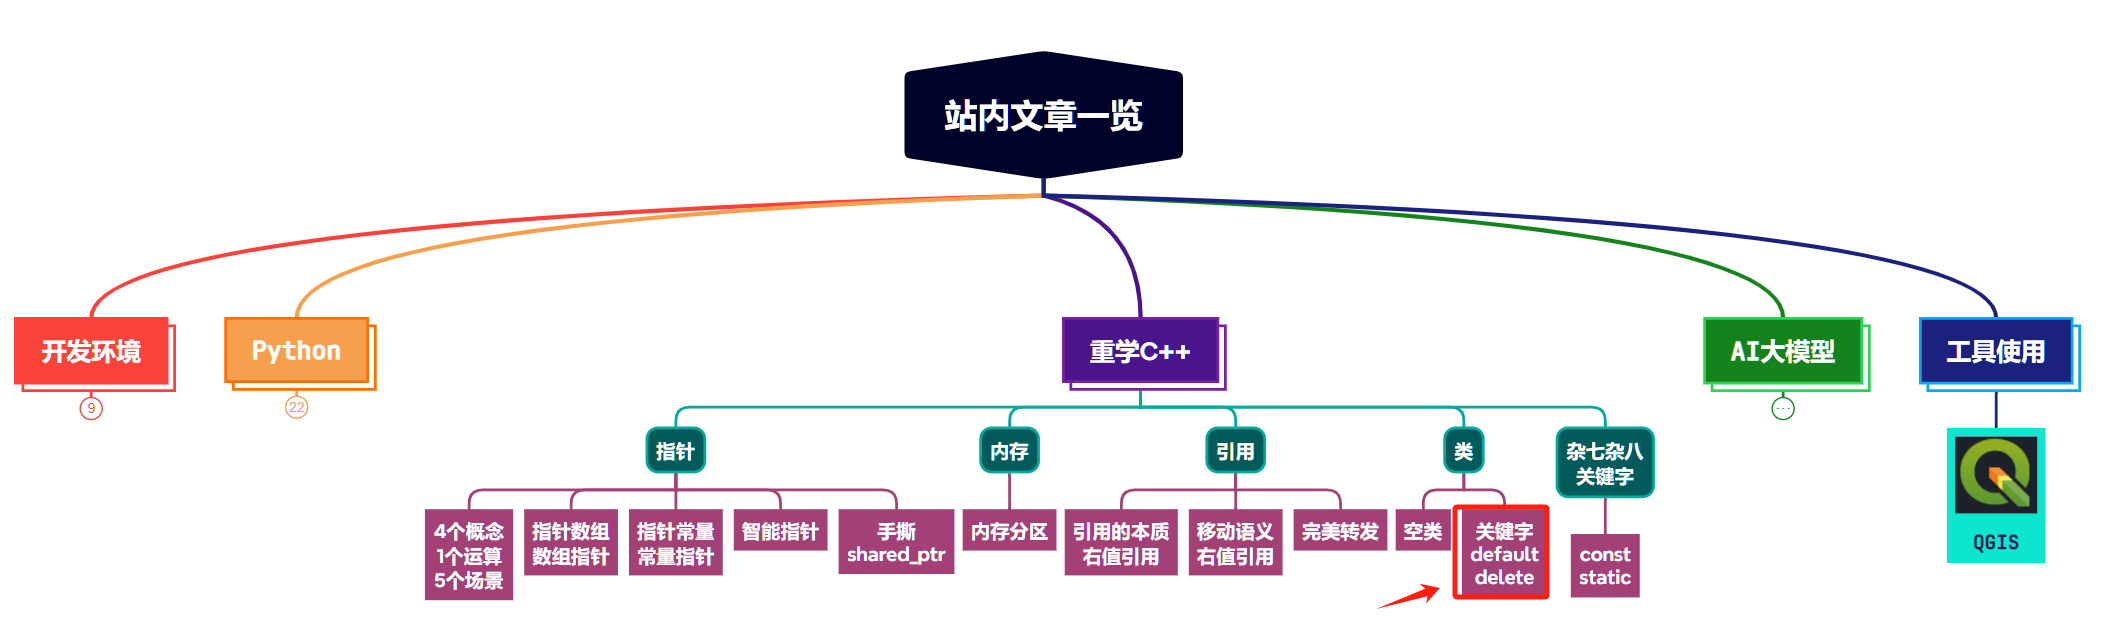 站内文章一览
开发环境
Python
重学C++
AI大模型
工具使用
9
22
...
指针
内存
引用
类
杂七杂八
关键字
4个概念
1个运算
5个场景
指针数组
数组指针
指针常量
常量指针
智能指针
手撕
shared_ptr
内存分区
引用的本质
右值引用
移动语义
右值引用
完美转发
空类
关键字
default
delete
const
static
QGIS